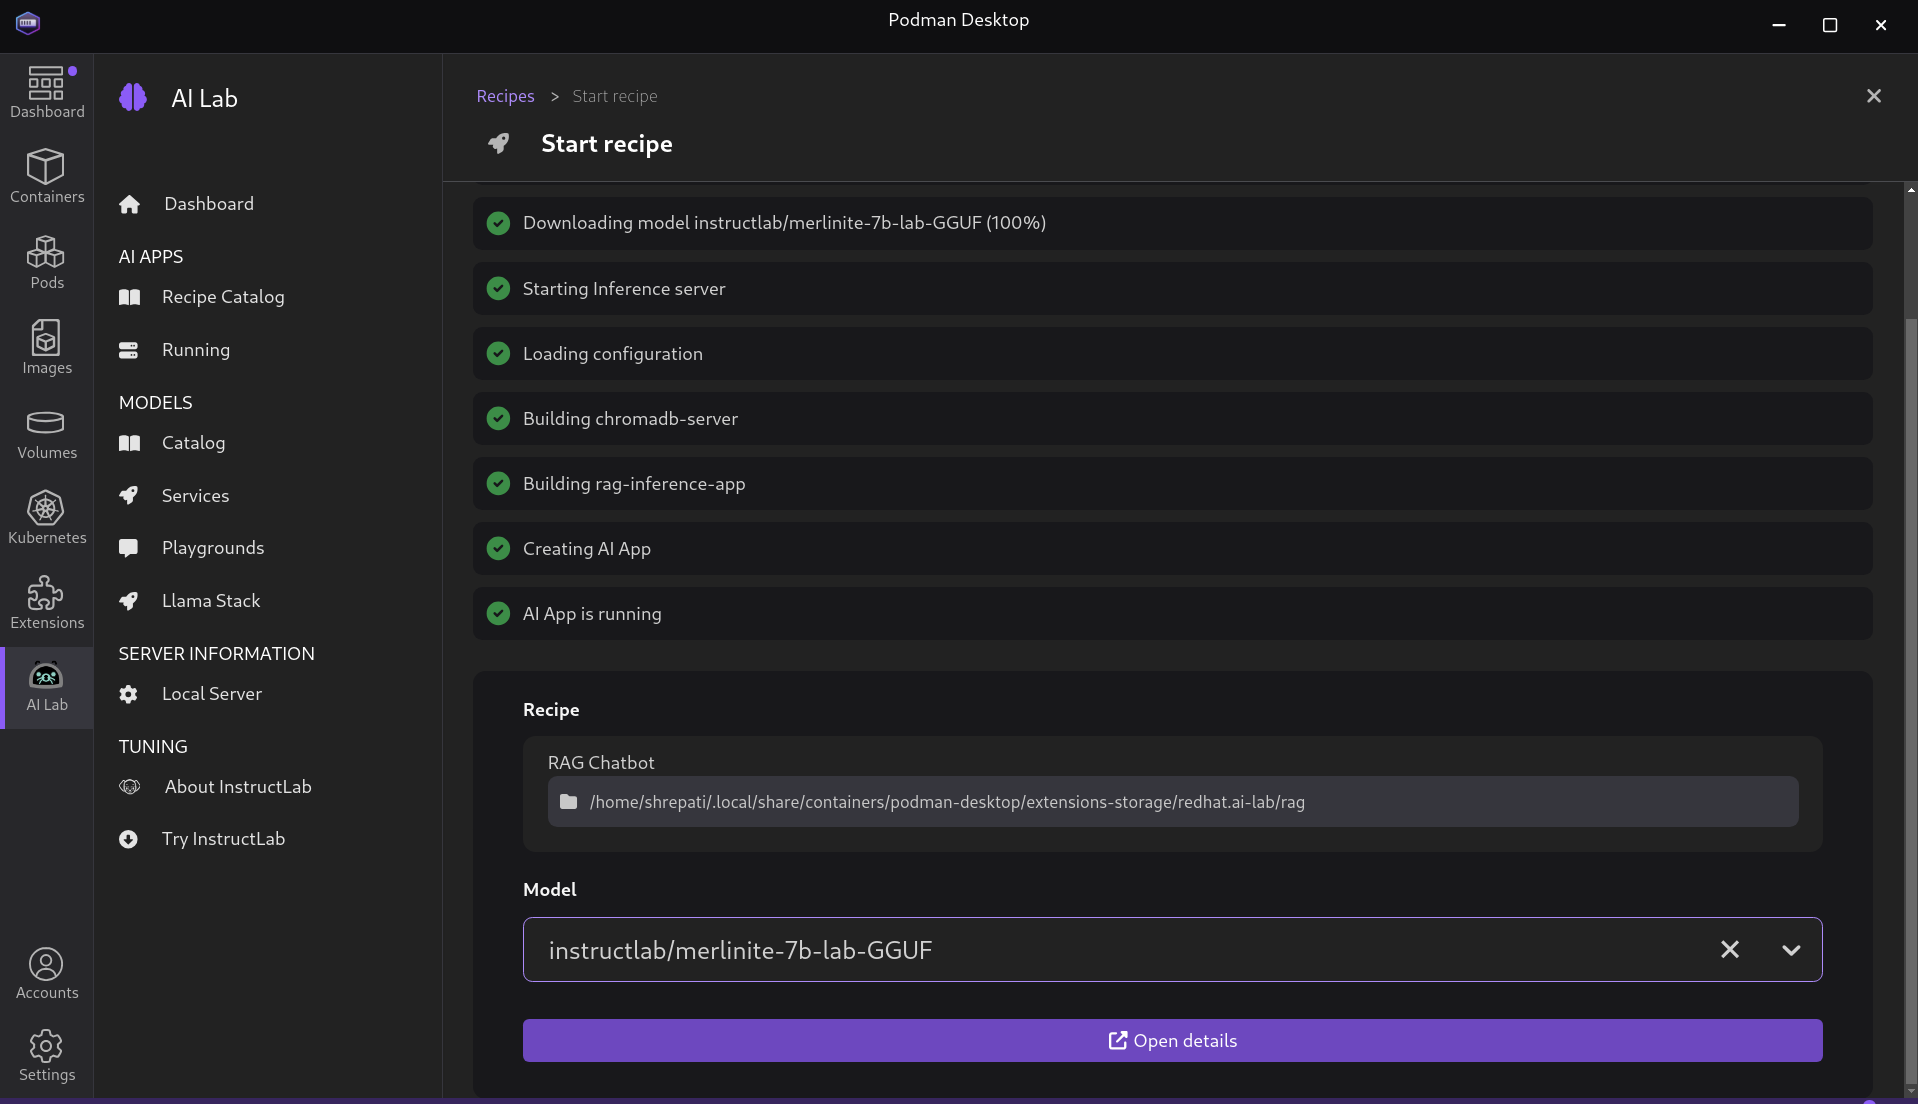 Podman Desktop
Dashboard
Containers
Pods
Images
Volumes
Kubernetes
Extensions
AI Lab
Accounts
Settings
AI Lab
Dashboard
AI APPS
Recipe Catalog
Running
MODELS
Catalog
Services
Playgrounds
Llama Stack
SERVER INFORMATION
Local Server
TUNING
About InstructLab
Try InstructLab
Recipes > Start recipe
Start recipe
Downloading model instructlab/merlinite-7b-lab-GGUF (100%)
Starting Inference server
Loading configuration
Building chromadb-server
Building rag-inference-app
Creating AI App
AI App is running
Recipe
RAG Chatbot
/home/shrepati/.local/share/containers/podman-desktop/extensions-storage/redhat.ai-lab/rag
Model
instructlab/merlinite-7b-lab-GGUF
Open details